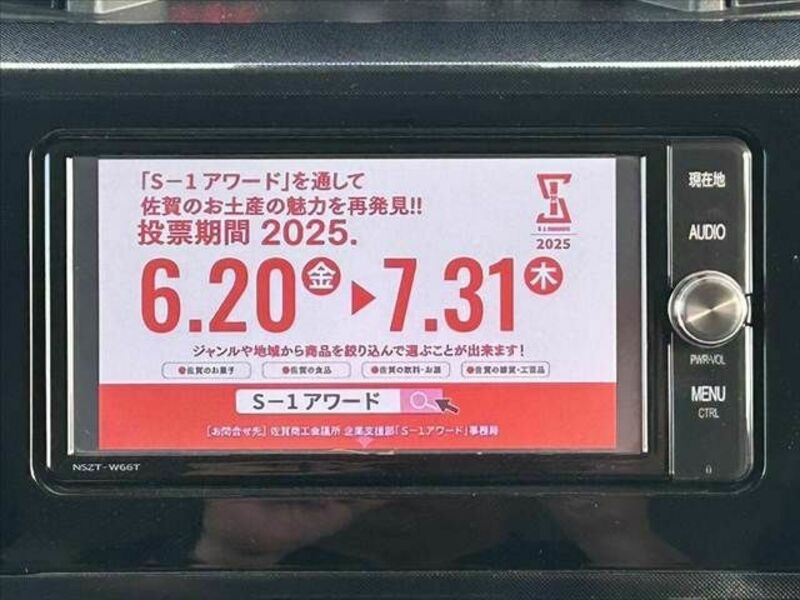 「S－1アワード」を通して
佐賀のお土産の魅力を再発見!!
投票期間 2025.
2025
6.20金▶7.31木
ジャンルや地域から商品を絞り込んで選ぶことが出来ます!
●佐賀のお菓子 ●佐賀の食品 ●佐賀の飲料・お酒 ●佐賀の雑貨・工芸品
S－1アワード
[お問合せ先] 佐賀商工会議所 企業支援部「S－1アワード」事務局
NSZT-W66T
現在地
AUDIO
PWR•VOL
MENU
CTRL